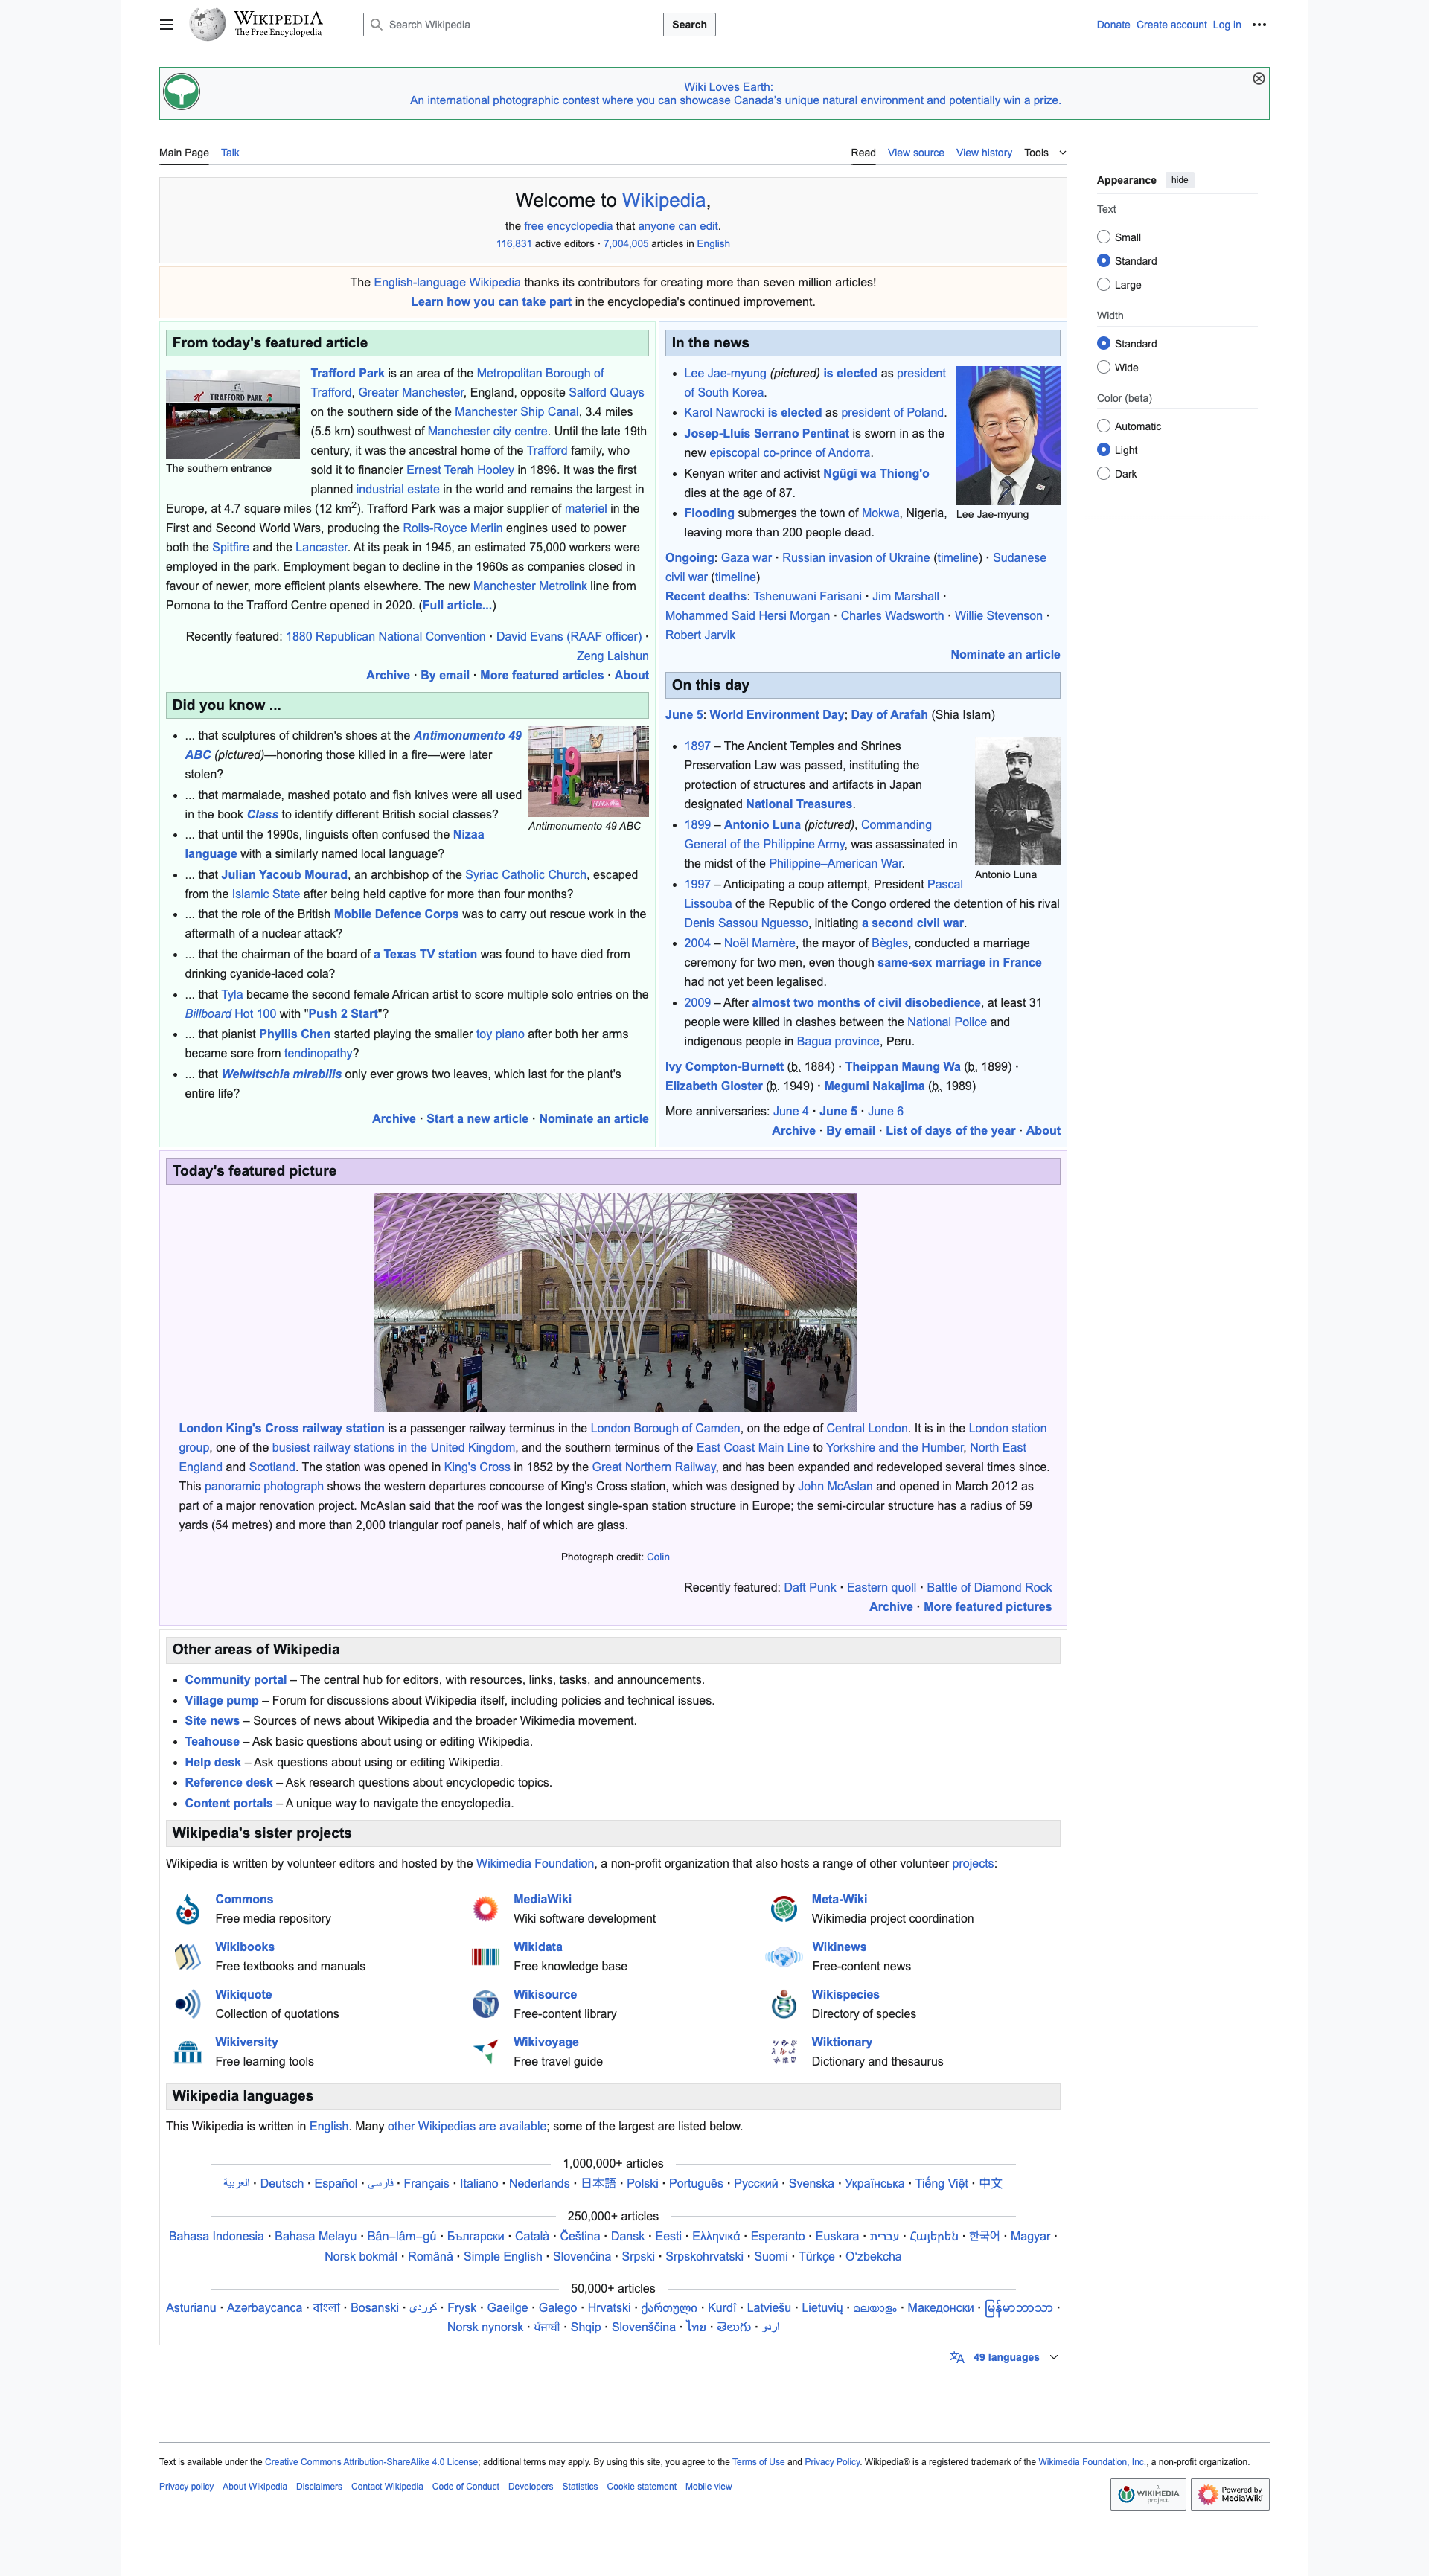 WIKIPEDIA
The Free Encyclopedia
Search Wikipedia
Search
Donate Create account Log in
Wiki Loves Earth:
An international photographic contest where you can showcase Canada's unique natural environment and potentially win a prize.
Main Page Talk
Read View source View history Tools
Appearance hide
Text
Small
Standard
Large
Width
Standard
Wide
Color (beta)
Automatic
Light
Dark
Welcome to Wikipedia,
the free encyclopedia that anyone can edit.
116,831 active editors · 7,004,005 articles in English
The English-language Wikipedia thanks its contributors for creating more than seven million articles!
Learn how you can take part in the encyclopedia's continued improvement.
From today's featured article
TRAFFORD PARK
The southern entrance
Trafford Park is an area of the Metropolitan Borough of
Trafford, Greater Manchester, England, opposite Salford Quays
on the southern side of the Manchester Ship Canal, 3.4 miles
(5.5 km) southwest of Manchester city centre. Until the late 19th
century, it was the ancestral home of the Trafford family, who
sold it to financier Ernest Terah Hooley in 1896. It was the first
planned industrial estate in the world and remains the largest in
Europe, at 4.7 square miles (12 km2). Trafford Park was a major supplier of materiel in the
First and Second World Wars, producing the Rolls-Royce Merlin engines used to power
both the Spitfire and the Lancaster. At its peak in 1945, an estimated 75,000 workers were
employed in the park. Employment began to decline in the 1960s as companies closed in
favour of newer, more efficient plants elsewhere. The new Manchester Metrolink line from
Pomona to the Trafford Centre opened in 2020. (Full article...)
Recently featured: 1880 Republican National Convention · David Evans (RAAF officer) ·
Zeng Laishun
Archive · By email · More featured articles · About
Did you know ...
... that sculptures of children's shoes at the Antimonumento 49
ABC (pictured)—honoring those killed in a fire—were later
stolen?
... that marmalade, mashed potato and fish knives were all used
in the book Class to identify different British social classes?
... that until the 1990s, linguists often confused the Nizaa
language with a similarly named local language?
... that Julian Yacoub Mourad, an archbishop of the Syriac Catholic Church, escaped
from the Islamic State after being held captive for more than four months?
... that the role of the British Mobile Defence Corps was to carry out rescue work in the
aftermath of a nuclear attack?
... that the chairman of the board of a Texas TV station was found to have died from
drinking cyanide-laced cola?
... that Tyla became the second female African artist to score multiple solo entries on the
Billboard Hot 100 with "Push 2 Start"?
... that pianist Phyllis Chen started playing the smaller toy piano after both her arms
became sore from tendinopathy?
... that Welwitschia mirabilis only ever grows two leaves, which last for the plant's
entire life?
Antimonumento 49 ABC
Archive · Start a new article · Nominate an article
In the news
Lee Jae-myung (pictured) is elected as president
of South Korea.
Karol Nawrocki is elected as president of Poland.
Josep-Lluís Serrano Pentinat is sworn in as the
new episcopal co-prince of Andorra.
Kenyan writer and activist Ngũgĩ wa Thiong'o
dies at the age of 87.
Flooding submerges the town of Mokwa, Nigeria,
leaving more than 200 people dead.
Lee Jae-myung
Ongoing: Gaza war · Russian invasion of Ukraine (timeline) · Sudanese
civil war (timeline)
Recent deaths: Tshenuwani Farisani · Jim Marshall ·
Mohammed Said Hersi Morgan · Charles Wadsworth · Willie Stevenson ·
Robert Jarvik
Nominate an article
On this day
June 5: World Environment Day; Day of Arafah (Shia Islam)
1897 – The Ancient Temples and Shrines
Preservation Law was passed, instituting the
protection of structures and artifacts in Japan
designated National Treasures.
1899 – Antonio Luna (pictured), Commanding
General of the Philippine Army, was assassinated in
the midst of the Philippine–American War.
1997 – Anticipating a coup attempt, President Pascal
Lissouba of the Republic of the Congo ordered the detention of his rival
Denis Sassou Nguesso, initiating a second civil war.
2004 – Noël Mamère, the mayor of Bègles, conducted a marriage
ceremony for two men, even though same-sex marriage in France
had not yet been legalised.
2009 – After almost two months of civil disobedience, at least 31
people were killed in clashes between the National Police and
indigenous people in Bagua province, Peru.
Antonio Luna
Ivy Compton-Burnett (b. 1884) · Theippan Maung Wa (b. 1899) ·
Elizabeth Gloster (b. 1949) · Megumi Nakajima (b. 1989)
More anniversaries: June 4 · June 5 · June 6
Archive · By email · List of days of the year · About
Today's featured picture
London King's Cross railway station is a passenger railway terminus in the London Borough of Camden, on the edge of Central London. It is in the London station
group, one of the busiest railway stations in the United Kingdom, and the southern terminus of the East Coast Main Line to Yorkshire and the Humber, North East
England and Scotland. The station was opened in King's Cross in 1852 by the Great Northern Railway, and has been expanded and redeveloped several times since.
This panoramic photograph shows the western departures concourse of King's Cross station, which was designed by John McAslan and opened in March 2012 as
part of a major renovation project. McAslan said that the roof was the longest single-span station structure in Europe; the semi-circular structure has a radius of 59
yards (54 metres) and more than 2,000 triangular roof panels, half of which are glass.
Photograph credit: Colin
Recently featured: Daft Punk · Eastern quoll · Battle of Diamond Rock
Archive · More featured pictures
Other areas of Wikipedia
Community portal – The central hub for editors, with resources, links, tasks, and announcements.
Village pump – Forum for discussions about Wikipedia itself, including policies and technical issues.
Site news – Sources of news about Wikipedia and the broader Wikimedia movement.
Teahouse – Ask basic questions about using or editing Wikipedia.
Help desk – Ask questions about using or editing Wikipedia.
Reference desk – Ask research questions about encyclopedic topics.
Content portals – A unique way to navigate the encyclopedia.
Wikipedia's sister projects
Wikipedia is written by volunteer editors and hosted by the Wikimedia Foundation, a non-profit organization that also hosts a range of other volunteer projects:
Commons
Free media repository
MediaWiki
Wiki software development
Meta-Wiki
Wikimedia project coordination
Wikibooks
Free textbooks and manuals
Wikidata
Free knowledge base
Wikinews
Free-content news
Wikiquote
Collection of quotations
Wikisource
Free-content library
Wikispecies
Directory of species
Wikiversity
Free learning tools
Wikivoyage
Free travel guide
Wiktionary
Dictionary and thesaurus
Wikipedia languages
This Wikipedia is written in English. Many other Wikipedias are available; some of the largest are listed below.
1,000,000+ articles
العربية · Deutsch · Español · فارسی · Français · Italiano · Nederlands · 日本語 · Polski · Português · Русский · Svenska · Українська · Tiếng Việt · 中文
250,000+ articles
Bahasa Indonesia · Bahasa Melayu · Bân-lâm-gú · Български · Català · Čeština · Dansk · Eesti · Ελληνικά · Esperanto · Euskara · עברית · Հայերեն · 한국어 · Magyar ·
Norsk bokmål · Română · Simple English · Slovenčina · Srpski · Srpskohrvatski · Suomi · Türkçe · Oʻzbekcha
50,000+ articles
Asturianu · Azərbaycanca · বাংলা · Bosanski · کوردی · Frysk · Gaeilge · Galego · Hrvatski · ქართული · Kurdî · Latviešu · Lietuvių · മലയാളം · Македонски · မြန်မာဘာသာ ·
Norsk nynorsk · ਪੰਜਾਬੀ · Shqip · Slovenščina · ไทย · తెలుగు · اردو
49 languages
Text is available under the Creative Commons Attribution-ShareAlike 4.0 License; additional terms may apply. By using this site, you agree to the Terms of Use and Privacy Policy. Wikipedia® is a registered trademark of the Wikimedia Foundation, Inc., a non-profit organization.
Privacy policy About Wikipedia Disclaimers Contact Wikipedia Code of Conduct Developers Statistics Cookie statement Mobile view
a
WIKIMEDIA
project
Powered by
MediaWiki